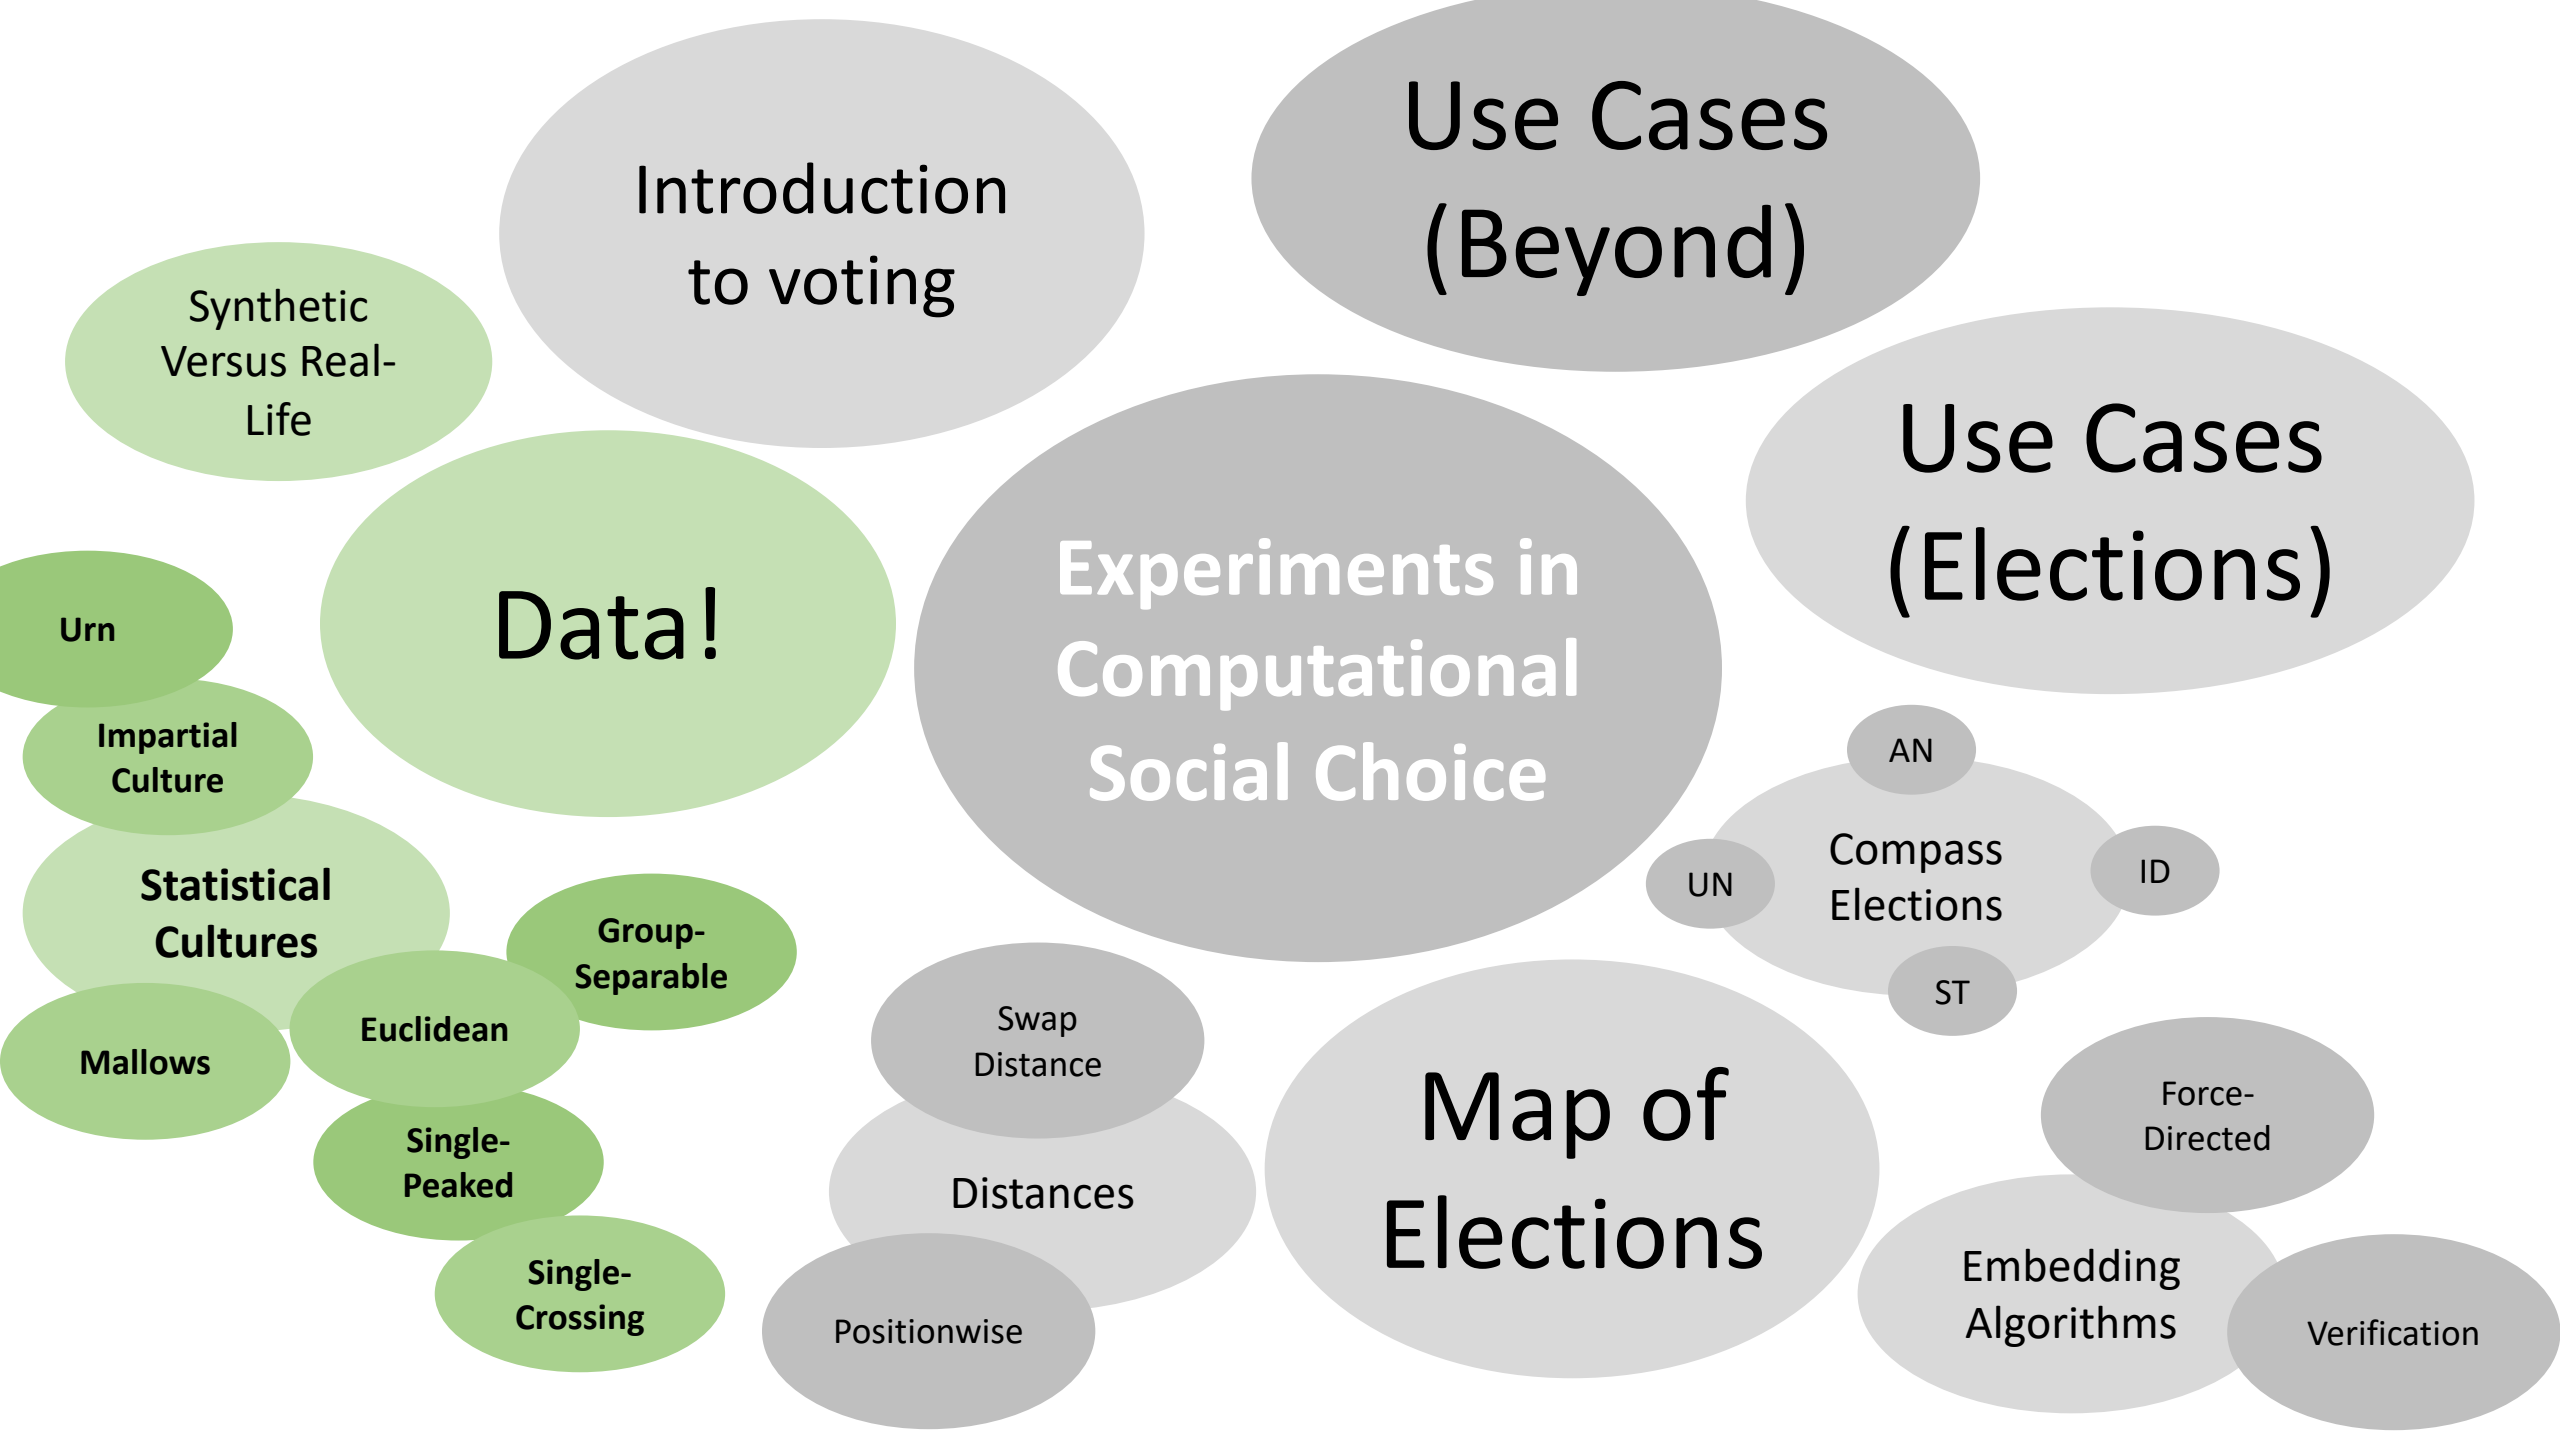 Introduction
to voting
Use Cases
(Beyond)
Synthetic
Versus Real-
Life
Data!
Experiments in
Computational
Social Choice
Use Cases
(Elections)
Urn
Impartial
Culture
Statistical
Cultures
Mallows
Euclidean
Group-
Separable
Single-
Peaked
Single-
Crossing
Swap
Distance
Distances
Positionwise
Map of
Elections
AN
UN
Compass
Elections
ID
ST
Force-
Directed
Embedding
Algorithms
Verification